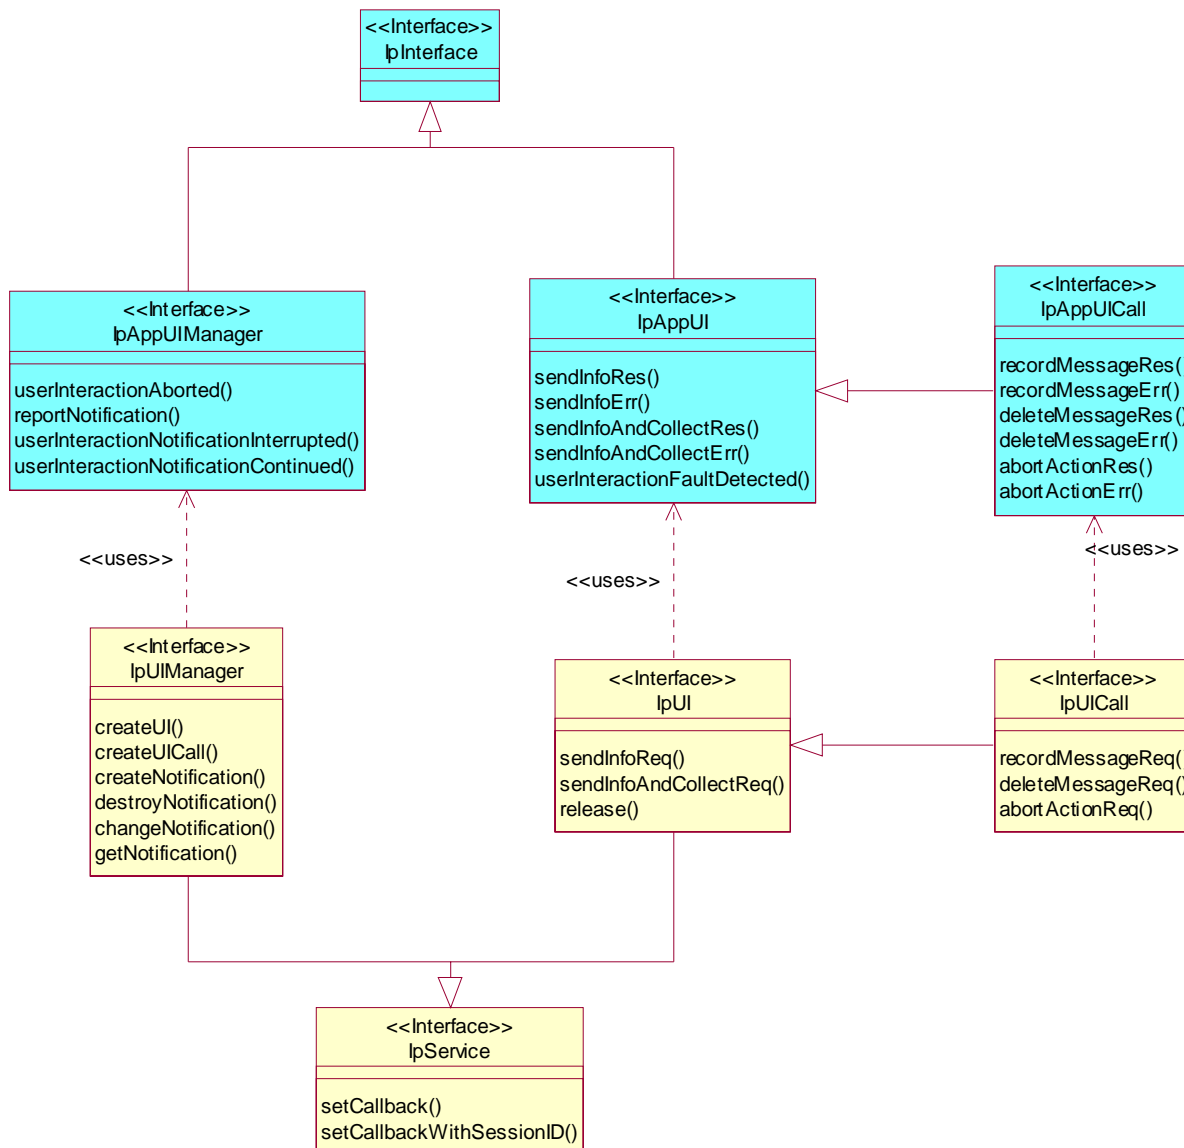 <<Interface>>
IpInterface
<<Interface>>
IpAppUIManager
userInteractionAborted()
reportNotification()
userInteractionNotificationInterrupted()
userInteractionNotificationContinued()
<<Interface>>
IpAppUI
sendInfoRes()
sendInfoErr()
sendInfoAndCollectRes()
sendInfoAndCollectErr()
userInteractionFaultDetected()
<<Interface>>
IpAppUICall
recordMessageRes(
recordMessageErr()
deleteMessageRes()
deleteMessageErr()
abortActionRes()
abortActionErr()
<<uses>>
<<uses>>
<<uses>>
<<Interface>>
IpUIManager
createUI()
createUICall()
createNotification()
destroyNotification()
changeNotification()
getNotification()
<<Interface>>
IpUI
sendInfoReq()
sendInfoAndCollectReq()
release()
<<Interface>>
IpUICall
recordMessageReq(
deleteMessageReq()
abortActionReq()
<<Interface>>
IpService
setCallback()
setCallbackWithSessionID()